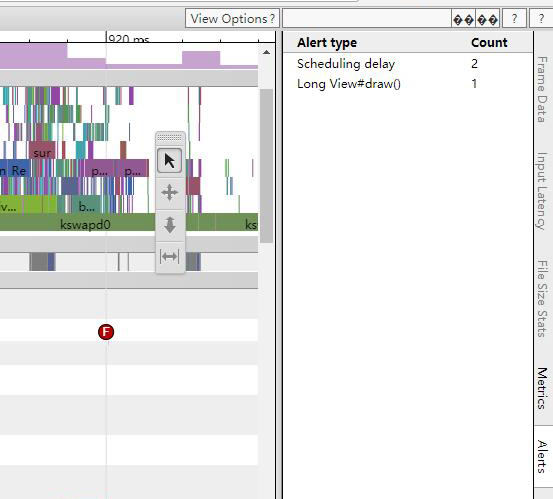 View Options ?
�� ��
?
?
920 ms
Alert type Count
Scheduling delay 2
Long View#draw() 1
sur
n Re
p... p...
iv... b...
kswapd0
ks
F
Frame Data
Input Latency
File Size Stats
Metrics
Alerts